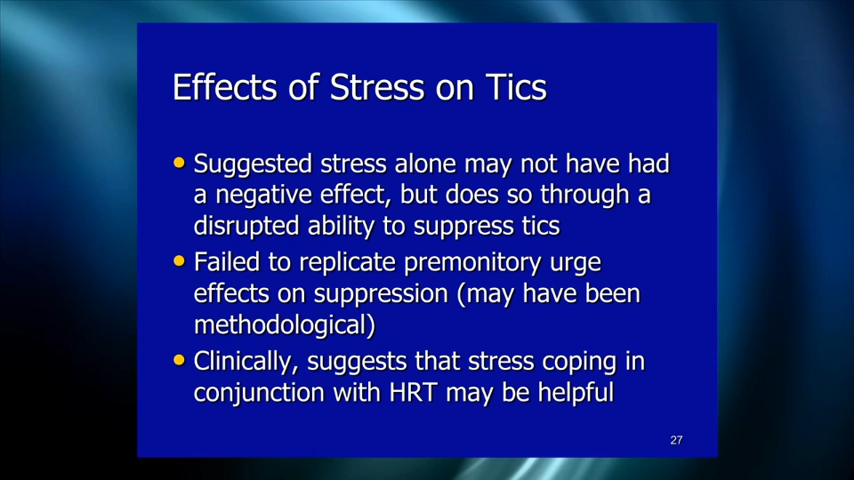 Effects of Stress on Tics
• Suggested stress alone may not have had
a negative effect, but does so through a
disrupted ability to suppress tics
• Failed to replicate premonitory urge
effects on suppression (may have been
methodological)
• Clinically, suggests that stress coping in
conjunction with HRT may be helpful
27